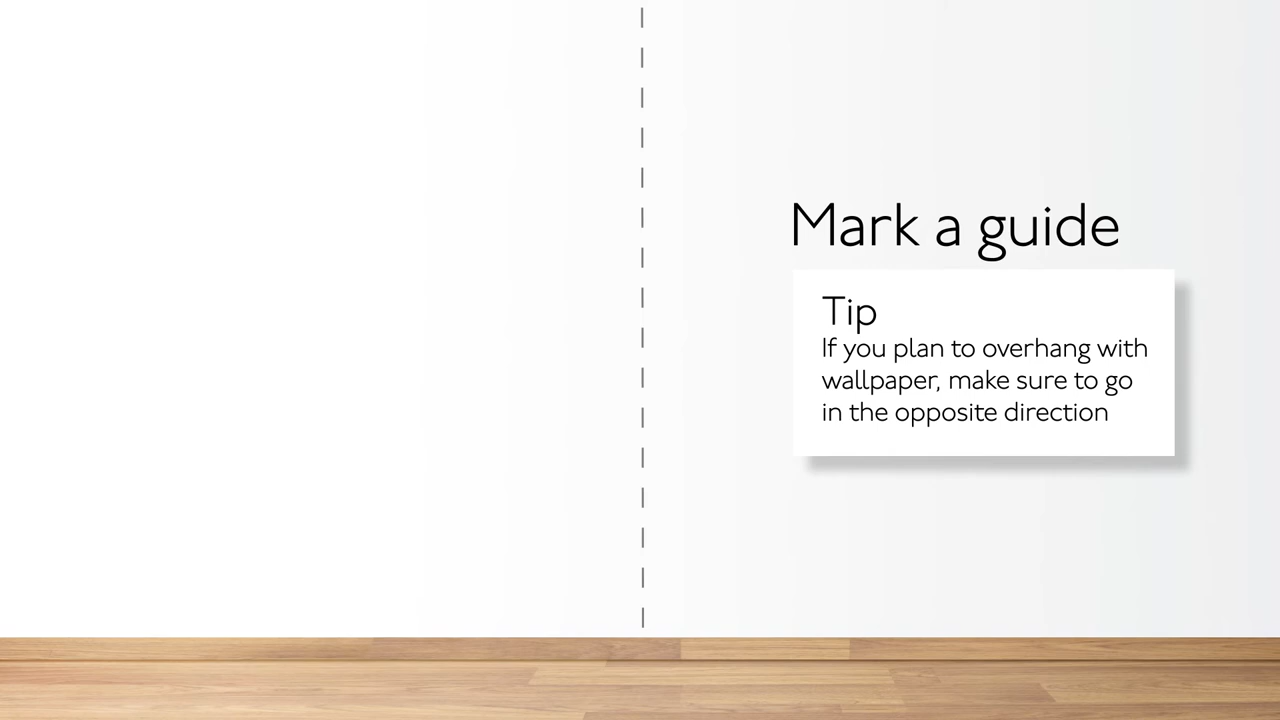 Mark a guide
Tip
If you plan to overhang with
wallpaper, make sure to go
in the opposite direction